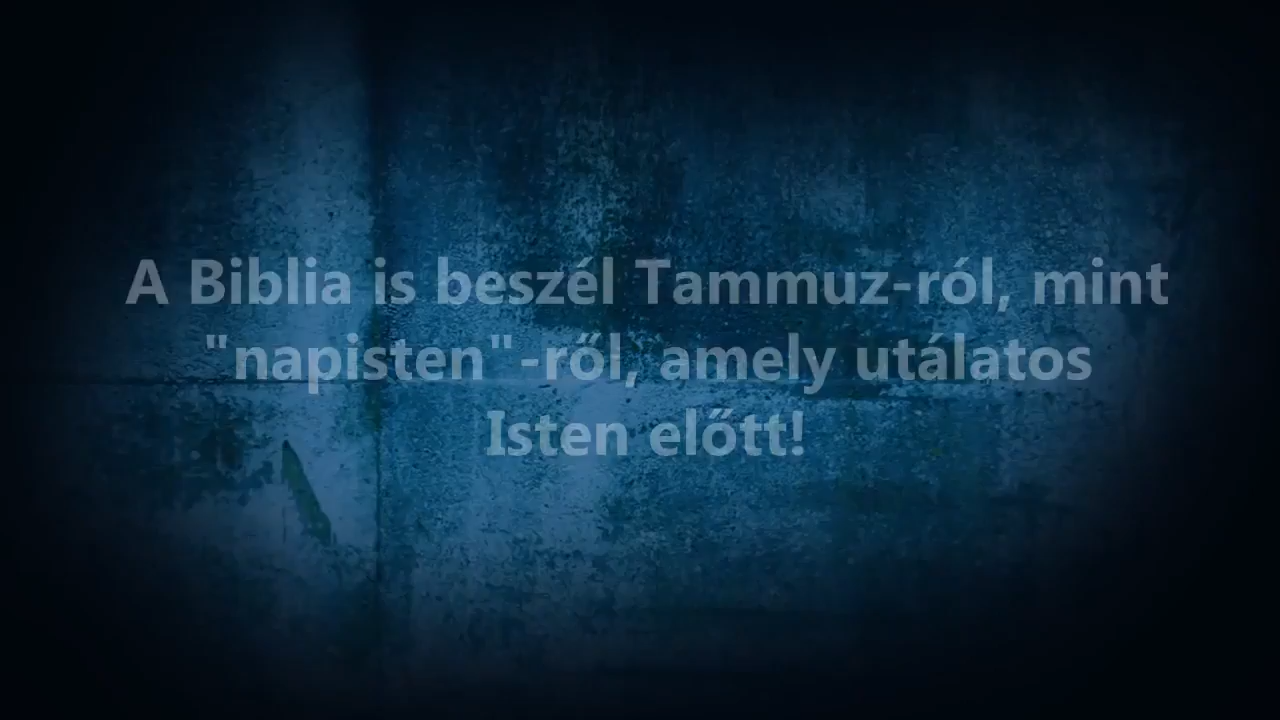 A Biblia is beszél Tammuz-ról, mint
"napisten"-ről, amely utálatos
Isten előtt!